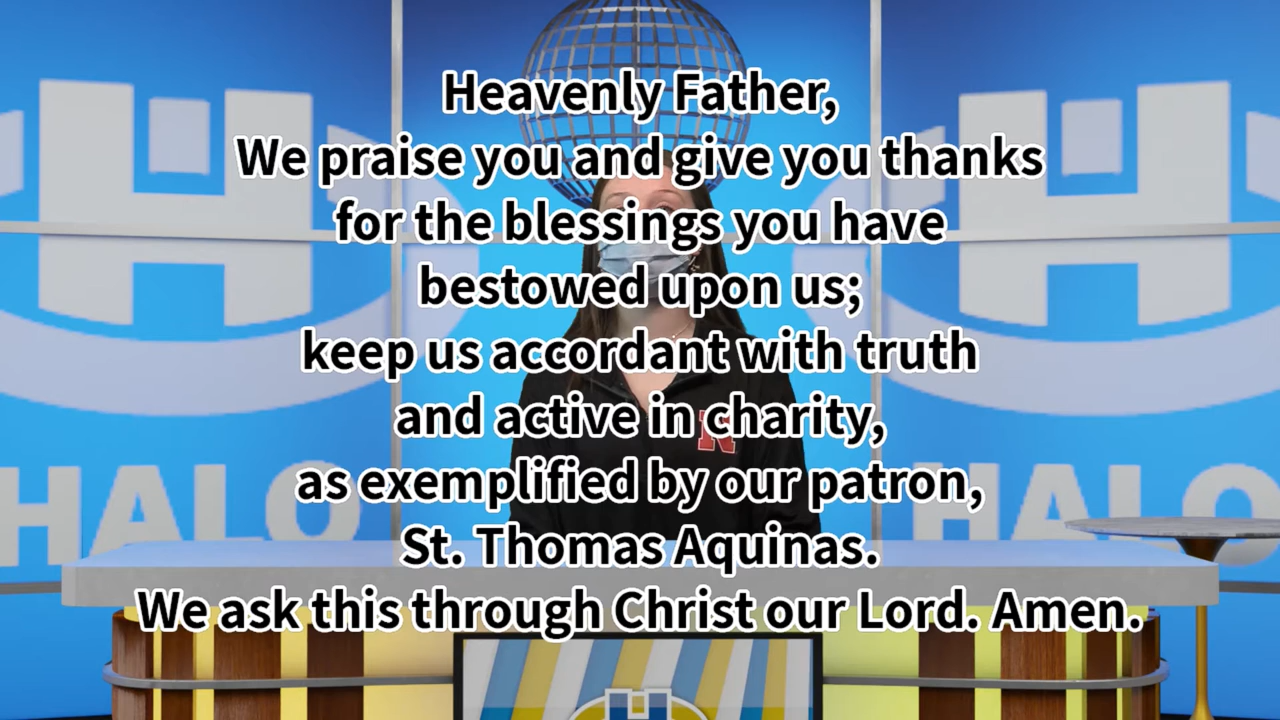 Heavenly Father,
We praise you and give you thanks
for the blessings you have
bestowed upon us;
keep us accordant with truth
and active in charity,
as exemplified by our patron,
St. Thomas Aquinas.
We ask this through Christ our Lord. Amen.
H
H
N
HALO
HALO
H